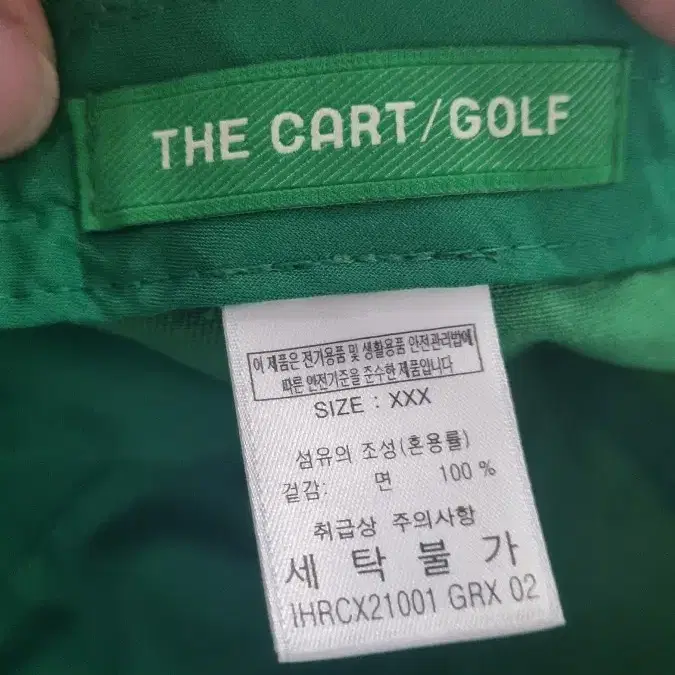 THE CART/GOLF
이 제품은 전기용품 및 생활용품 안전관리법에
따른 안전기준을 준수한 제품입니다
SIZE : XXX
섬유의 조성(혼용률)
겉감: 면 100 %
취급상 주의사항
세 탁 불 가
IHRCX21001 GRX 02